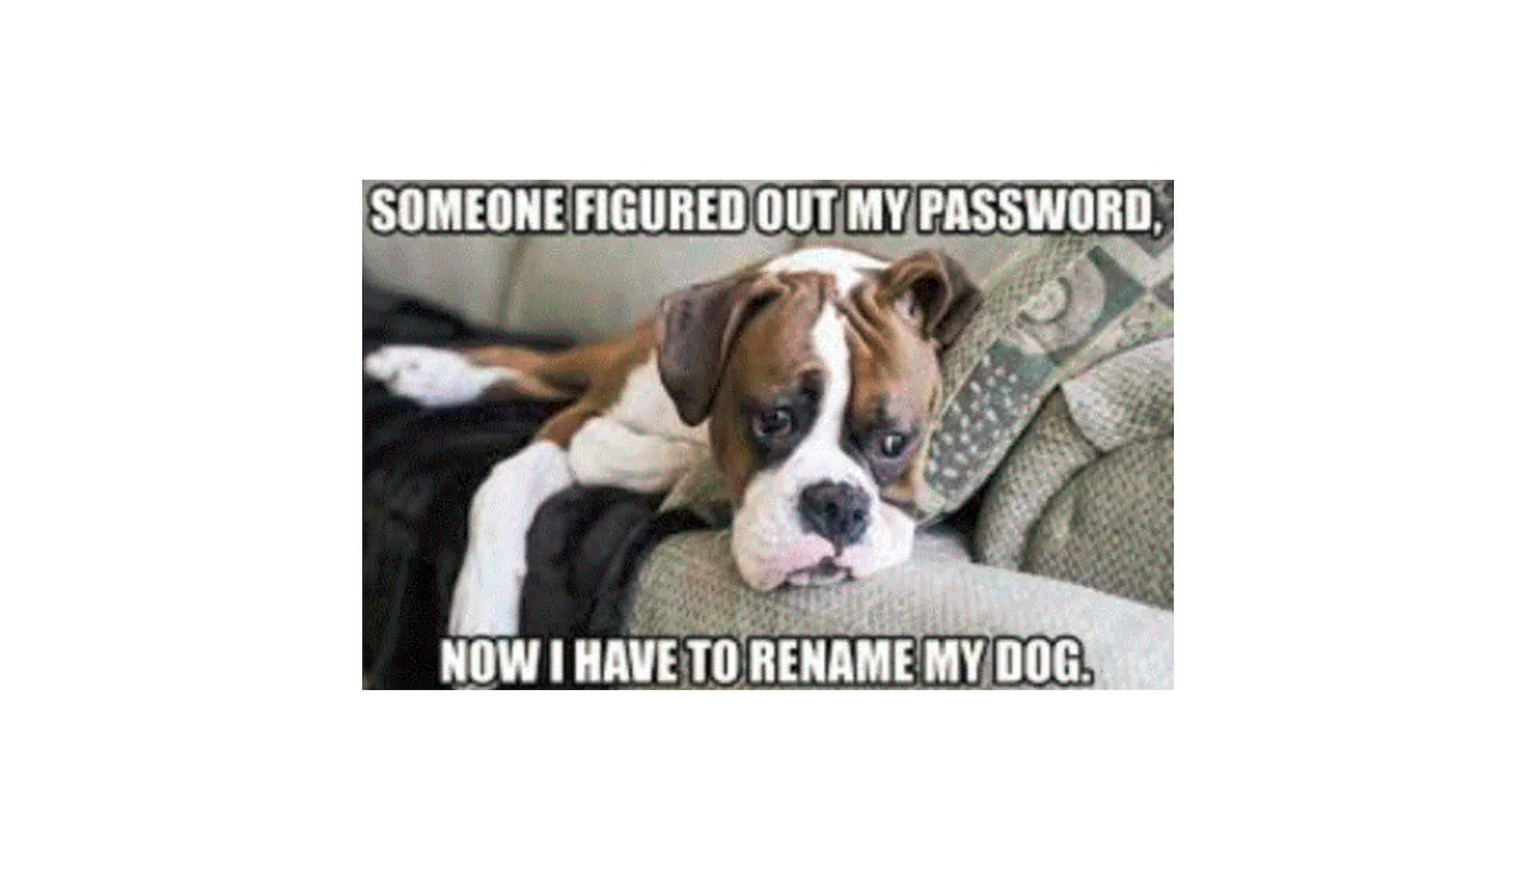 SOMEONE FIGURED OUT MY PASSWORD,
NOW I HAVE TO RENAME MY DOG.